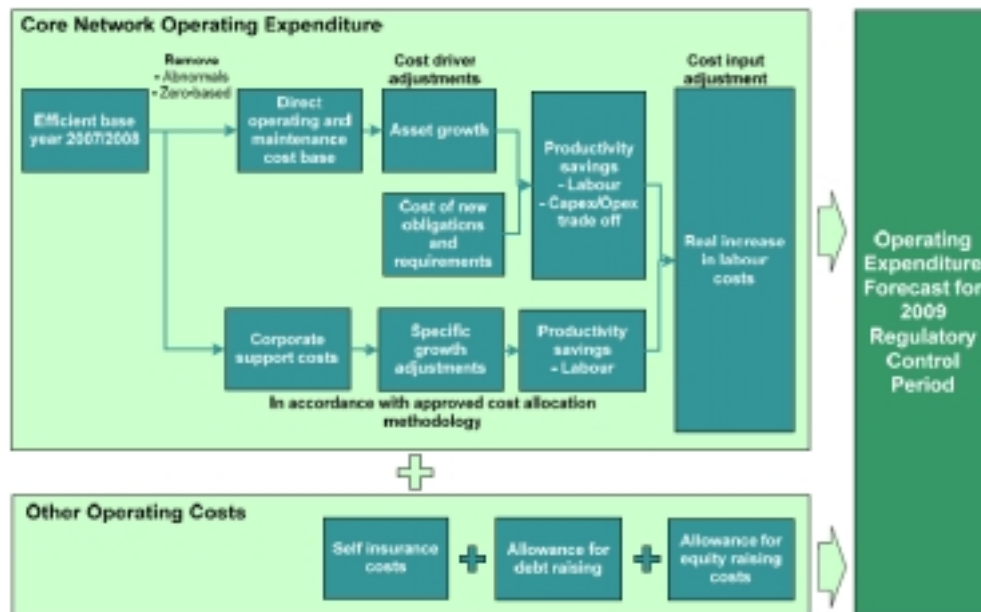 Core Network Operating Expenditure
Remove
- Abnormals
- Zero-based
Cost driver
adjustments
Cost input
adjustment
Efficient base
year 2007/2008
Direct
operating and
maintenance
cost base
Asset growth
Cost of new
obligations and
requirements
Productivity
savings
- Labour
- Capex/Opex
trade off
Real increase
in labour
costs
Corporate
support costs
Specific
growth
adjustments
Productivity
savings
- Labour
In accordance with approved cost allocation
methodology
Operating
Expenditure
Forecast for
2009
Regulatory
Control
Period
Other Operating Costs
Self insurance
costs
Allowance for
debt raising
Allowance for
equity raising
costs